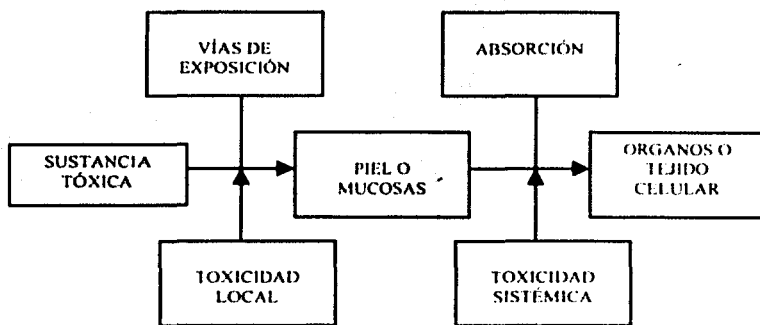 VÍAS DE
EXPOSICIÓN
ABSORCIÓN
SUSTANCIA
TÓXICA
PIEL O
MUCOSAS
ORGANOS O
TEJIDO
CELULAR
TOXICIDAD
LOCAL
TOXICIDAD
SISTÉMICA